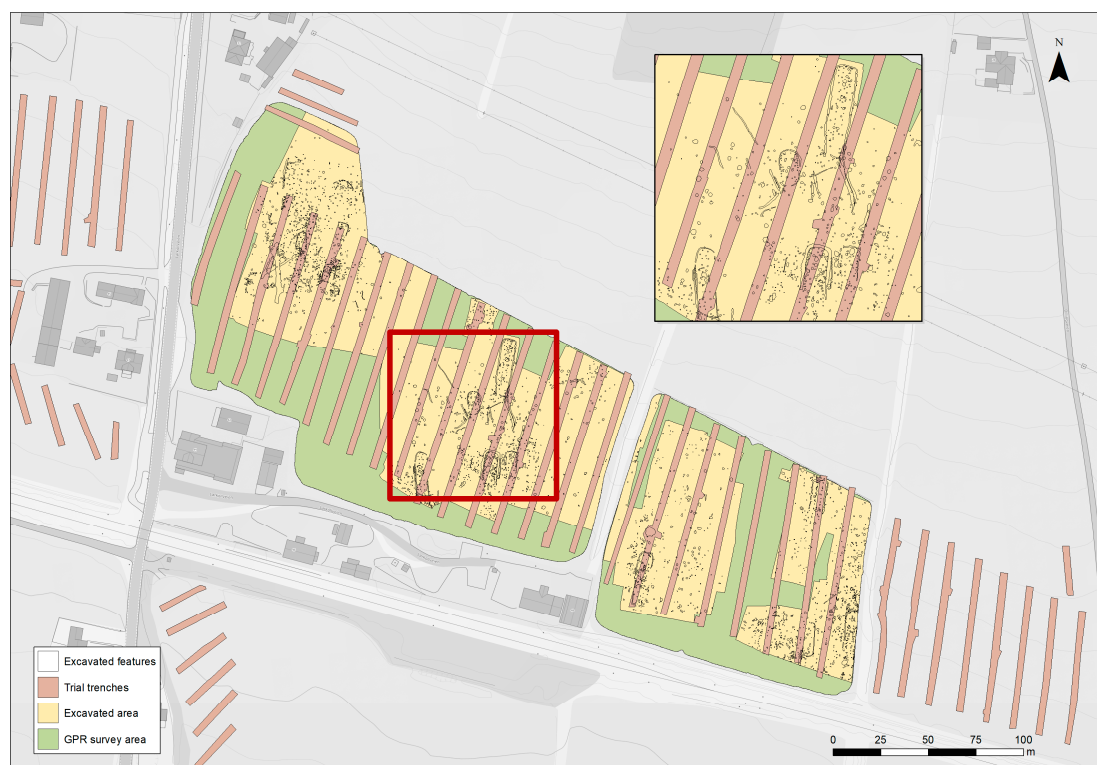 N
Excavated features
Trial trenches
Excavated area
GPR survey area
0 25 50 75 100
m